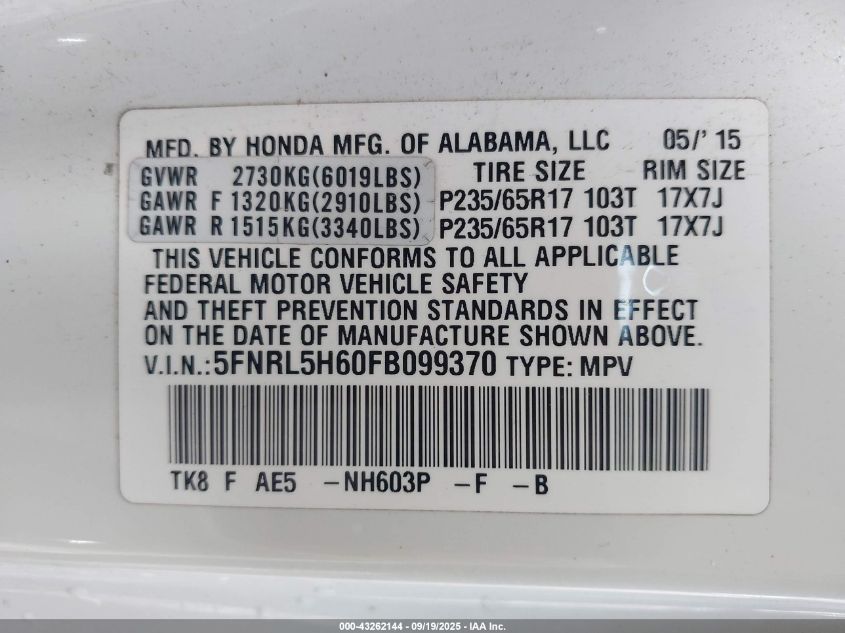 MFD. BY HONDA MFG. OF ALABAMA, LLC 05/' 15
GVWR 2730KG(6019LBS) TIRE SIZE RIM SIZE
GAWR F 1320KG(2910LBS) P235/65R17 103T 17X7J
GAWR R 1515KG(3340LBS) P235/65R17 103T 17X7J
THIS VEHICLE CONFORMS TO ALL APPLICABLE
FEDERAL MOTOR VEHICLE SAFETY
AND THEFT PREVENTION STANDARDS IN EFFECT
ON THE DATE OF MANUFACTURE SHOWN ABOVE.
V.I.N.:5FNRL5H60FB099370 TYPE: MPV
TK8 F AE5 -NH603P -F -B
000-43262144 - 09/19/2025 - IAA Inc.